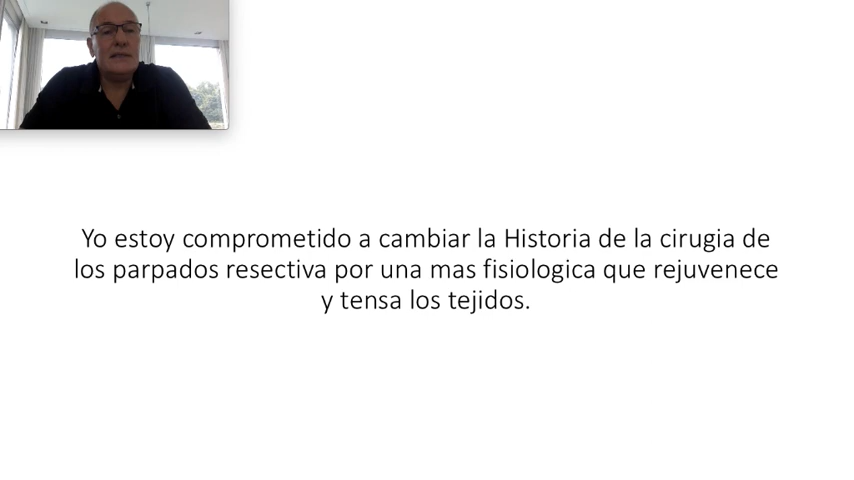 Yo estoy comprometido a cambiar la Historia de la cirugia de
los parpados resectiva por una mas fisiologica que rejuvenece
y tensa los tejidos.